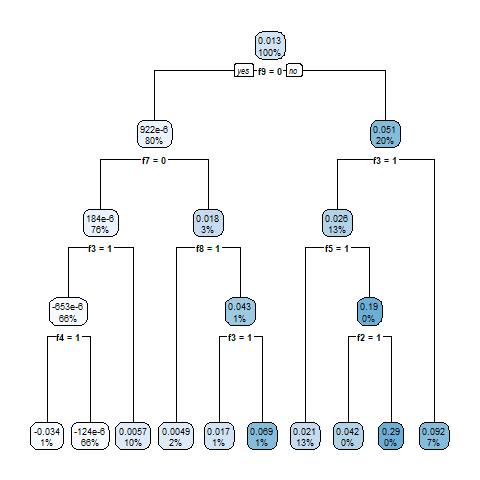 0.013
100%
yes f9 = 0 no
922e-6
80%
0.051
20%
f7 = 0
f3 = 1
184e-6
76%
0.018
3%
0.026
13%
f3 = 1
f8 = 1
f5 = 1
-653e-6
66%
0.043
1%
0.19
0%
f4 = 1
f3 = 1
f2 = 1
-0.034
1%
-124e-6
66%
0.0057
10%
0.0049
2%
0.017
1%
0.069
1%
0.021
13%
0.042
0%
0.29
0%
0.092
7%